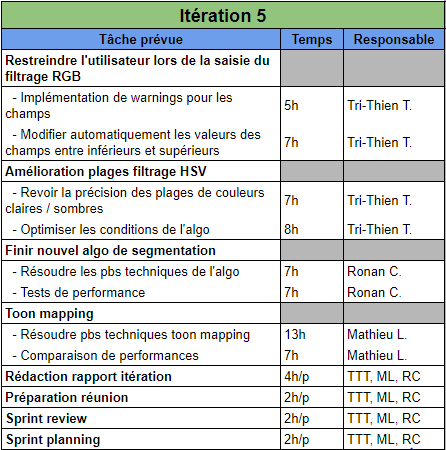 Itération 5
Tâche prévue Temps Responsable
Restreindre l'utilisateur lors de la saisie du
filtrage RGB
- Implémentation de warnings pour les
champs 5h Tri-Thien T.
- Modifier automatiquement les valeurs des
champs entre inférieurs et supérieurs 7h Tri-Thien T.
Amélioration plages filtrage HSV
- Revoir la précision des plages de couleurs
claires / sombres 7h Tri-Thien T.
- Optimiser les conditions de l'algo 8h Tri-Thien T.
Finir nouvel algo de segmentation
- Résoudre les pbs techniques de l'algo 7h Ronan C.
- Tests de performance 7h Ronan C.
Toon mapping
- Résoudre pbs techniques toon mapping 13h Mathieu L.
- Comparaison de performances 7h Mathieu L.
Rédaction rapport itération 4h/p TTT, ML, RC
Préparation réunion 2h/p TTT, ML, RC
Sprint review 2h/p TTT, ML, RC
Sprint planning 2h/p TTT, ML, RC